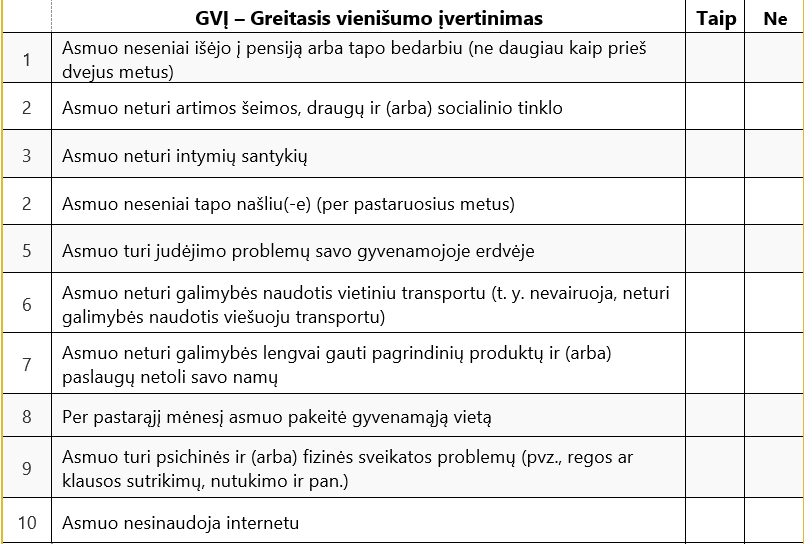 GVĮ – Greitasis vienišumo įvertinimas Taip Ne
1 Asmuo neseniai išėjo į pensiją arba tapo bedarbiu (ne daugiau kaip prieš
dvejus metus)
2 Asmuo neturi artimos šeimos, draugų ir (arba) socialinio tinklo
3 Asmuo neturi intymių santykių
2 Asmuo neseniai tapo našliu(-e) (per pastaruosius metus)
5 Asmuo turi judėjimo problemų savo gyvenamojoje erdvėje
6 Asmuo neturi galimybės naudotis vietiniu transportu (t. y. nevairuoja, neturi
galimybės naudotis viešuoju transportu)
7 Asmuo neturi galimybės lengvai gauti pagrindinių produktų ir (arba)
paslaugų netoli savo namų
8 Per pastarąjį mėnesį asmuo pakeitė gyvenamąją vietą
9 Asmuo turi psichinės ir (arba) fizinės sveikatos problemų (pvz., regos ar
klausos sutrikimų, nutukimo ir pan.)
10 Asmuo nesinaudoja internetu